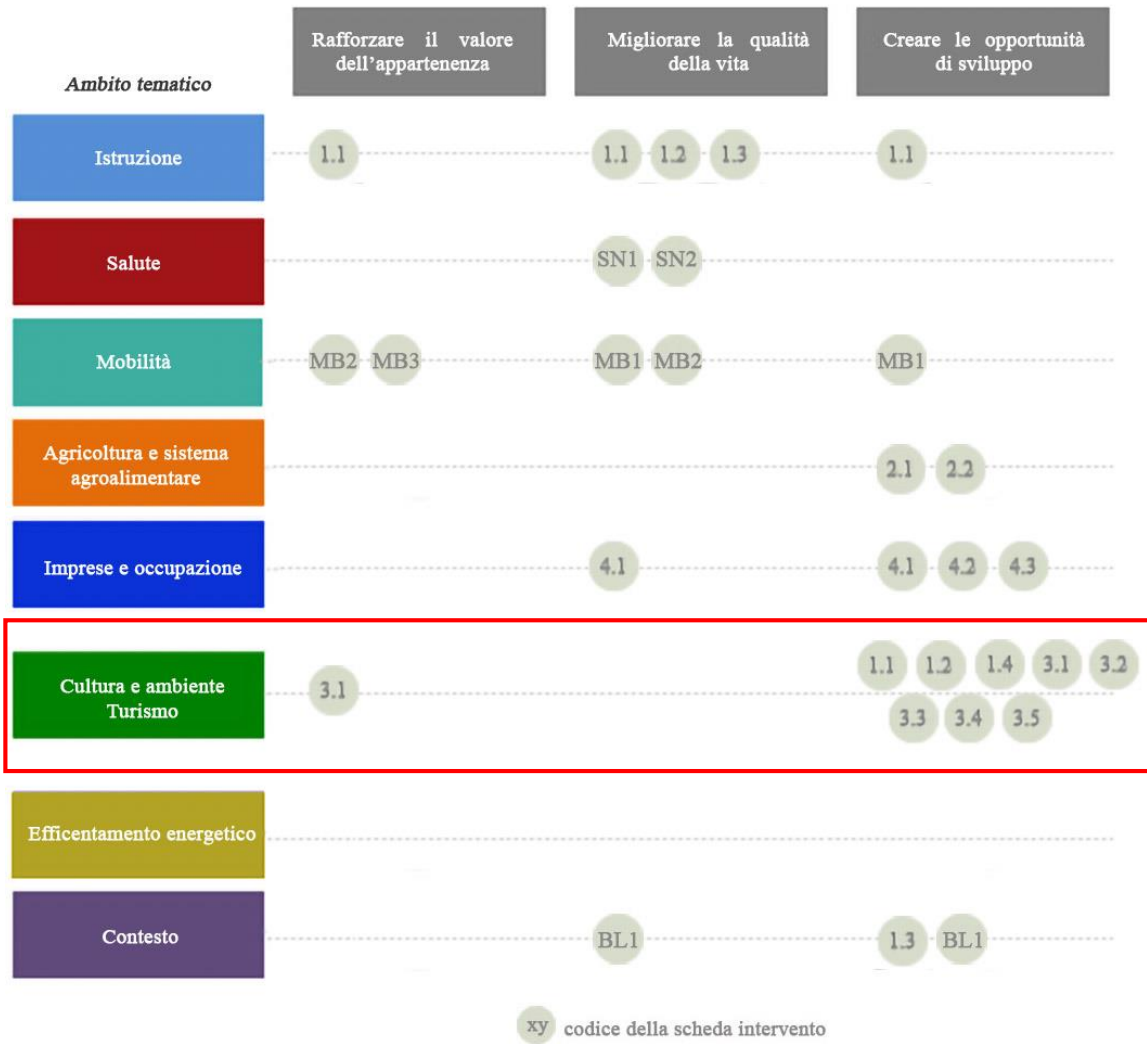 Rafforzare il valore
dell'appartenenza
Migliorare la qualità
della vita
Creare le opportunità
di sviluppo
Ambito tematico
Istruzione
1.1
1.1 1.2 1.3
1.1
Salute
SN1 SN2
Mobilità
MB2 MB3
MB1 MB2
MB1
Agricoltura e sistema
agroalimentare
2.1 2.2
Imprese e occupazione
4.1
4.1 4.2 4.3
Cultura e ambiente
Turismo
3.1
1.1 1.2 1.4 3.1 3.2
3.3 3.4 3.5
Efficentamento energetico
Contesto
BL1
1.3 BL1
xy codice della scheda intervento